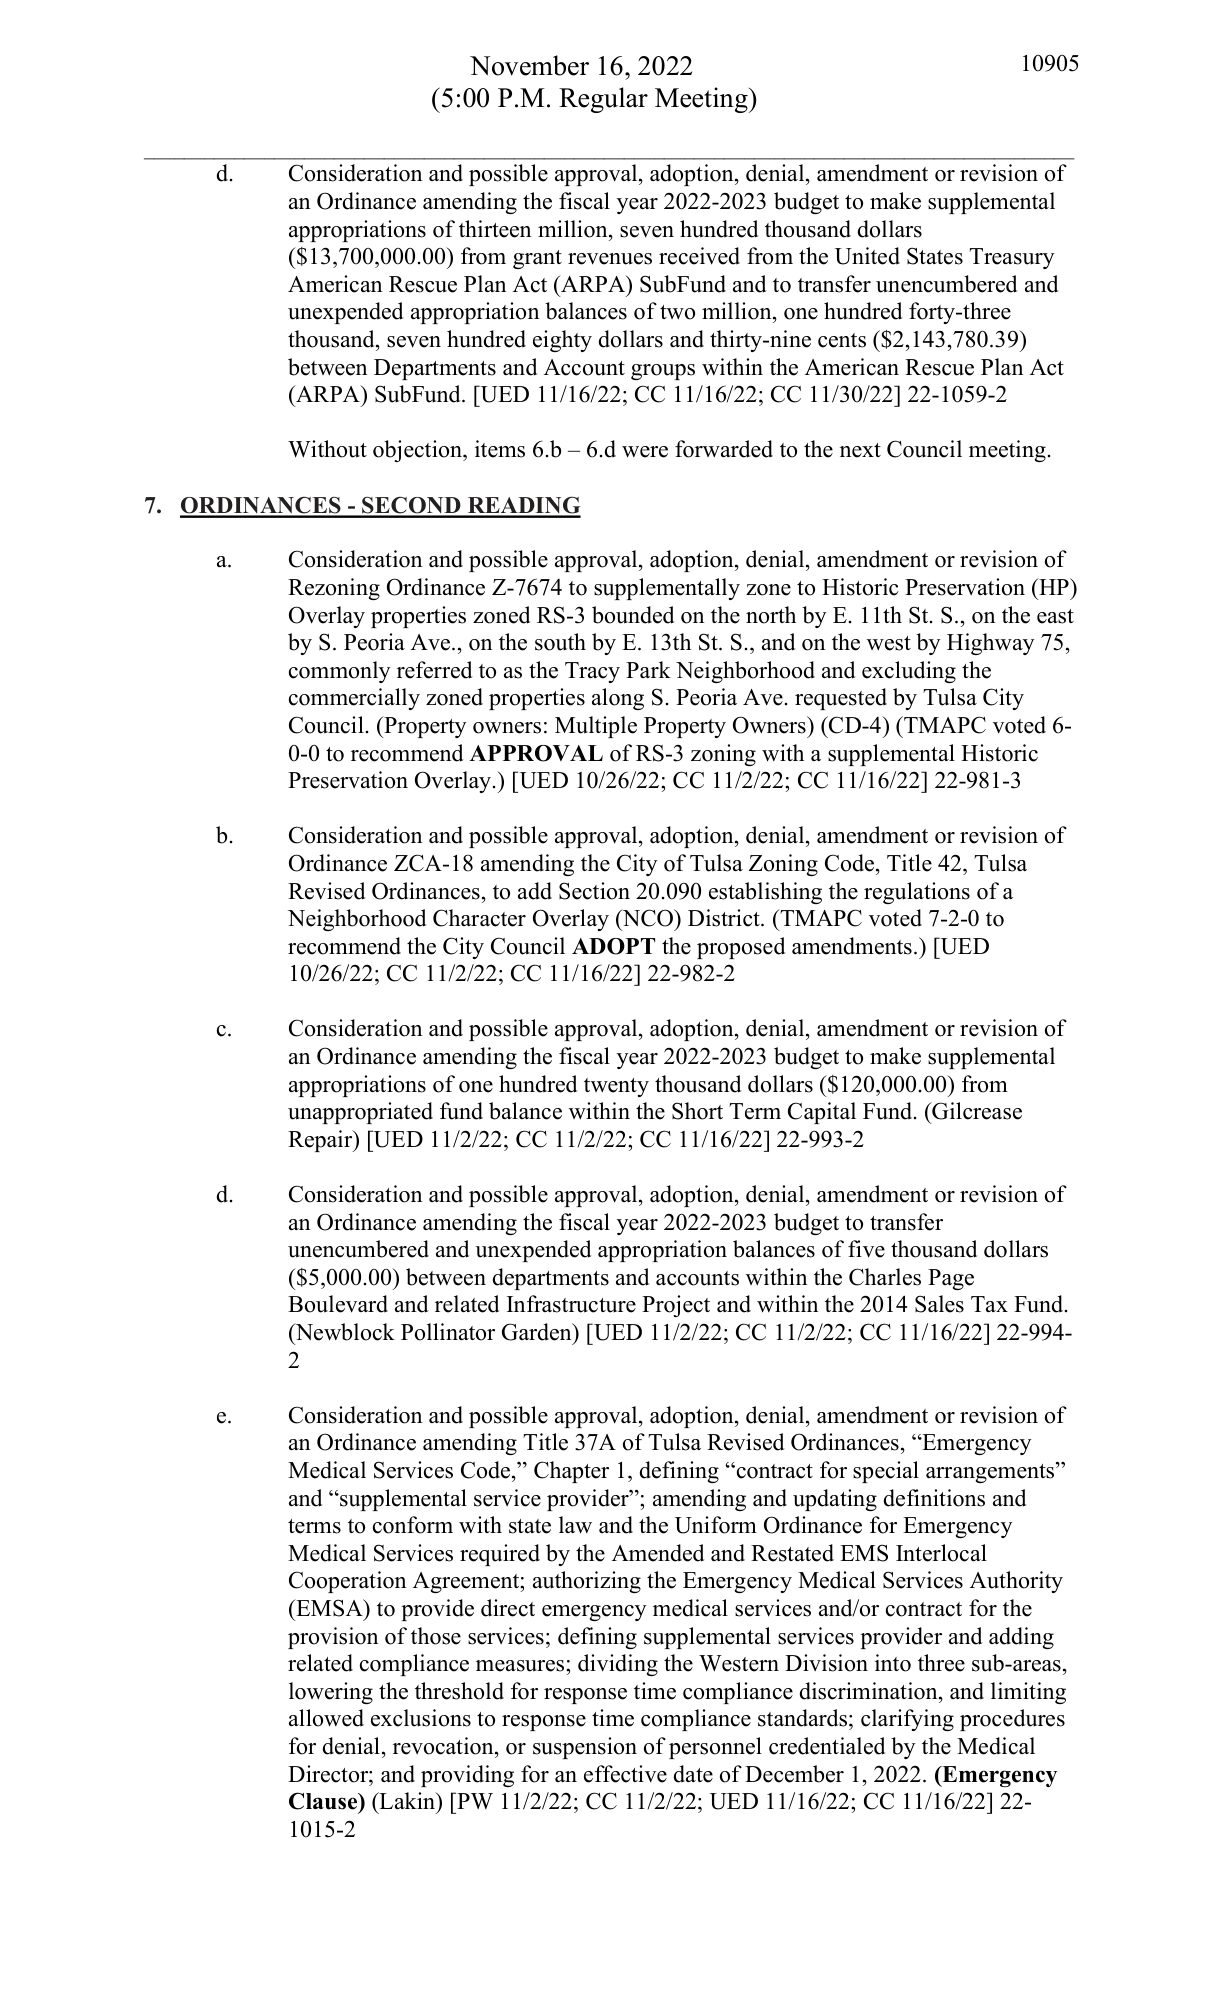 November 16, 2022
10905
(5:00 P.M. Regular Meeting)
d. Consideration and possible approval, adoption, denial, amendment or revision of
an Ordinance amending the fiscal year 2022-2023 budget to make supplemental
appropriations of thirteen million, seven hundred thousand dollars
($13,700,000.00) from grant revenues received from the United States Treasury
American Rescue Plan Act (ARPA) SubFund and to transfer unencumbered and
unexpended appropriation balances of two million, one hundred forty-three
thousand, seven hundred eighty dollars and thirty-nine cents ($2,143,780.39)
between Departments and Account groups within the American Rescue Plan Act
(ARPA) SubFund. [UED 11/16/22; CC 11/16/22; CC 11/30/22] 22-1059-2
Without objection, items 6.b – 6.d were forwarded to the next Council meeting.
7. ORDINANCES - SECOND READING
a. Consideration and possible approval, adoption, denial, amendment or revision of
Rezoning Ordinance Z-7674 to supplementally zone to Historic Preservation (HP)
Overlay properties zoned RS-3 bounded on the north by E. 11th St. S., on the east
by S. Peoria Ave., on the south by E. 13th St. S., and on the west by Highway 75,
commonly referred to as the Tracy Park Neighborhood and excluding the
commercially zoned properties along S. Peoria Ave. requested by Tulsa City
Council. (Property owners: Multiple Property Owners) (CD-4) (TMAPC voted 6-
0-0 to recommend APPROVAL of RS-3 zoning with a supplemental Historic
Preservation Overlay.) [UED 10/26/22; CC 11/2/22; CC 11/16/22] 22-981-3
b. Consideration and possible approval, adoption, denial, amendment or revision of
Ordinance ZCA-18 amending the City of Tulsa Zoning Code, Title 42, Tulsa
Revised Ordinances, to add Section 20.090 establishing the regulations of a
Neighborhood Character Overlay (NCO) District. (TMAPC voted 7-2-0 to
recommend the City Council ADOPT the proposed amendments.) [UED
10/26/22; CC 11/2/22; CC 11/16/22] 22-982-2
c. Consideration and possible approval, adoption, denial, amendment or revision of
an Ordinance amending the fiscal year 2022-2023 budget to make supplemental
appropriations of one hundred twenty thousand dollars ($120,000.00) from
unappropriated fund balance within the Short Term Capital Fund. (Gilcrease
Repair) [UED 11/2/22; CC 11/2/22; CC 11/16/22] 22-993-2
d. Consideration and possible approval, adoption, denial, amendment or revision of
an Ordinance amending the fiscal year 2022-2023 budget to transfer
unencumbered and unexpended appropriation balances of five thousand dollars
($5,000.00) between departments and accounts within the Charles Page
Boulevard and related Infrastructure Project and within the 2014 Sales Tax Fund.
(Newblock Pollinator Garden) [UED 11/2/22; CC 11/2/22; CC 11/16/22] 22-994-
2
e. Consideration and possible approval, adoption, denial, amendment or revision of
an Ordinance amending Title 37A of Tulsa Revised Ordinances, “Emergency
Medical Services Code,” Chapter 1, defining “contract for special arrangements”
and “supplemental service provider”; amending and updating definitions and
terms to conform with state law and the Uniform Ordinance for Emergency
Medical Services required by the Amended and Restated EMS Interlocal
Cooperation Agreement; authorizing the Emergency Medical Services Authority
(EMSA) to provide direct emergency medical services and/or contract for the
provision of those services; defining supplemental services provider and adding
related compliance measures; dividing the Western Division into three sub-areas,
lowering the threshold for response time compliance discrimination, and limiting
allowed exclusions to response time compliance standards; clarifying procedures
for denial, revocation, or suspension of personnel credentialed by the Medical
Director; and providing for an effective date of December 1, 2022. (Emergency
Clause) (Lakin) [PW 11/2/22; CC 11/2/22; UED 11/16/22; CC 11/16/22] 22-
1015-2